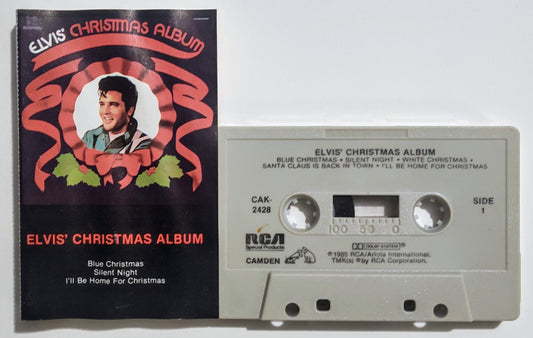 ELVIS' CHRISTMAS ALBUM
ELVIS' CHRISTMAS ALBUM
Blue Christmas
Silent Night
I'll Be Home For Christmas
ELVIS' CHRISTMAS ALBUM
BLUE CHRISTMAS • SILENT NIGHT • WHITE CHRISTMAS •
SANTA CLAUS IS BACK IN TOWN • I'LL BE HOME FOR CHRISTMAS
CAK-
2428
SIDE
1
100 50 0
RCA
Special Products
DOLBY SYSTEM
CAMDEN
©1985 RCA/Ariola International.
TMK(s) ® by RCA Corporation.